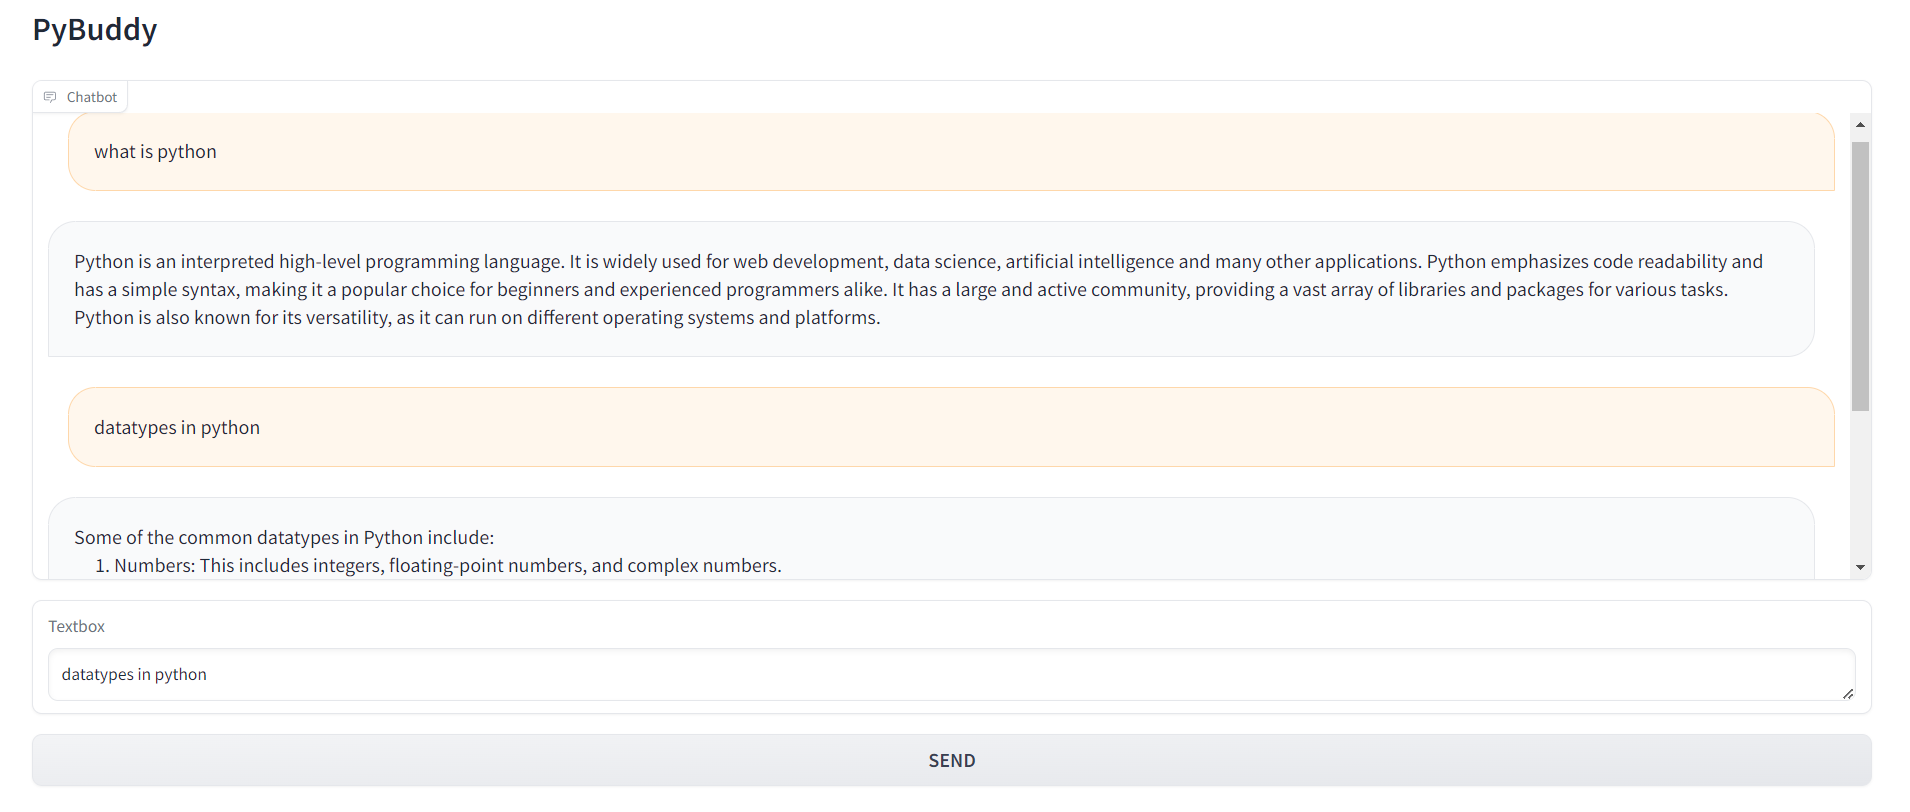 PyBuddy
Chatbot
what is python
Python is an interpreted high-level programming language. It is widely used for web development, data science, artificial intelligence and many other applications. Python emphasizes code readability and
has a simple syntax, making it a popular choice for beginners and experienced programmers alike. It has a large and active community, providing a vast array of libraries and packages for various tasks.
Python is also known for its versatility, as it can run on different operating systems and platforms.
datatypes in python
Some of the common datatypes in Python include:
1. Numbers: This includes integers, floating-point numbers, and complex numbers.
Textbox
datatypes in python
SEND